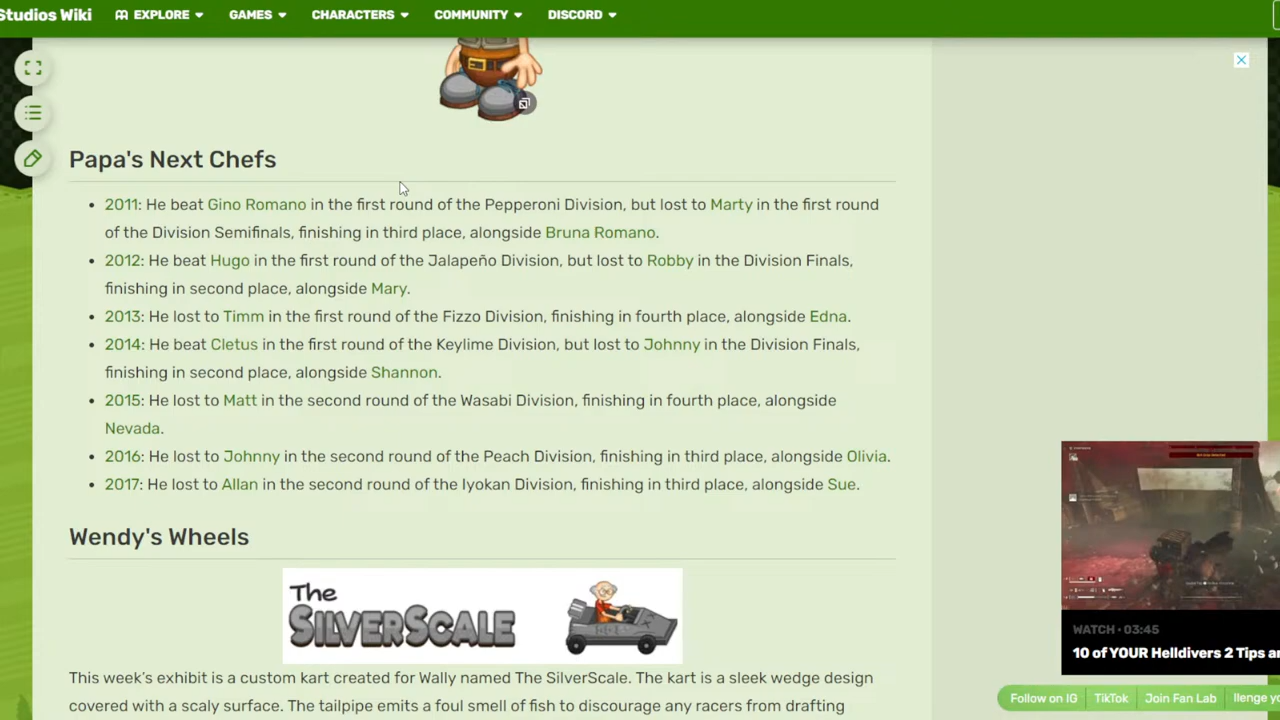 Studios Wiki EXPLORE GAMES CHARACTERS COMMUNITY DISCORD
Papa's Next Chefs
2011: He beat Gino Romano in the first round of the Pepperoni Division, but lost to Marty in the first round
of the Division Semifinals, finishing in third place, alongside Bruna Romano.
2012: He beat Hugo in the first round of the Jalapeño Division, but lost to Robby in the Division Finals,
finishing in second place, alongside Mary.
2013: He lost to Timm in the first round of the Fizzo Division, finishing in fourth place, alongside Edna.
2014: He beat Cletus in the first round of the Keylime Division, but lost to Johnny in the Division Finals,
finishing in second place, alongside Shannon.
2015: He lost to Matt in the second round of the Wasabi Division, finishing in fourth place, alongside
Nevada.
2016: He lost to Johnny in the second round of the Peach Division, finishing in third place, alongside Olivia.
2017: He lost to Allan in the second round of the Iyokan Division, finishing in third place, alongside Sue.
Wendy's Wheels
The
SILVERSCALE
This week's exhibit is a custom kart created for Wally named The SilverScale. The kart is a sleek wedge design
covered with a scaly surface. The tailppe emits a foul smell of fish to discourage any racers from drafting
WATCH • 03:45
10 of YOUR Helldivers 2 Tips a
Follow on IG TikTok Join Fan Lab llenge yo